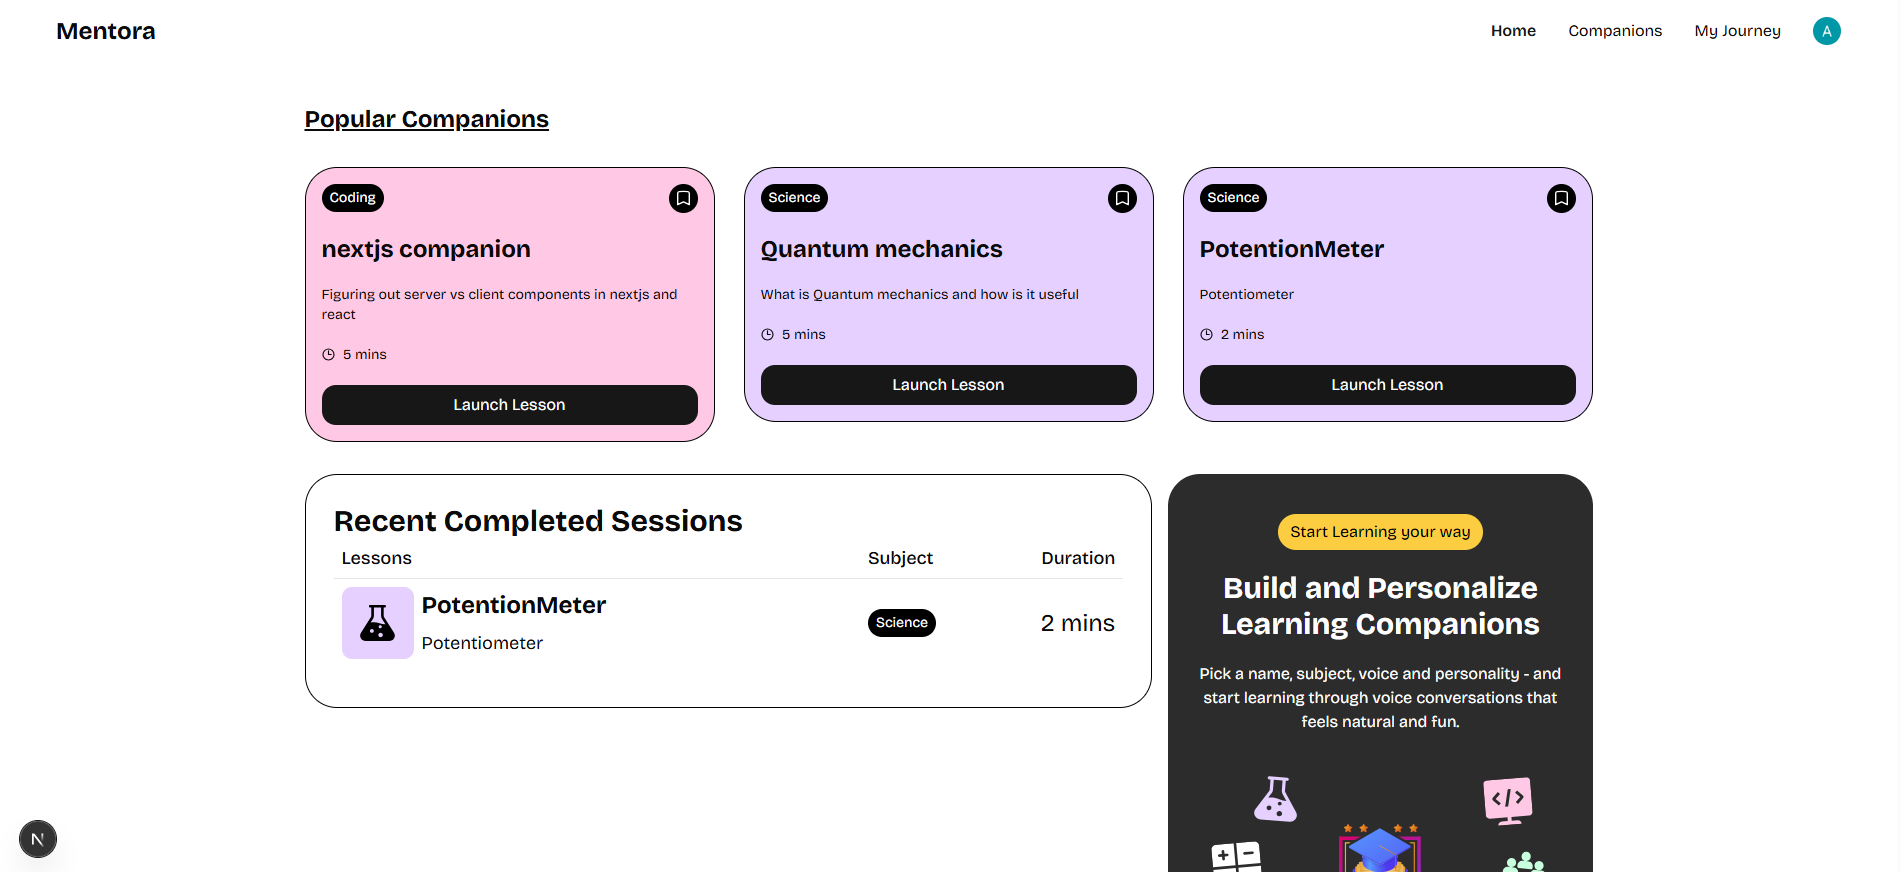 Mentora
Home
Companions
My Journey
A
Popular Companions
Coding
nextjs companion
Figuring out server vs client components in nextjs and
react
5 mins
Launch Lesson
Science
Quantum mechanics
What is Quantum mechanics and how is it useful
5 mins
Launch Lesson
Science
PotentionMeter
Potentiometer
2 mins
Launch Lesson
Recent Completed Sessions
Lessons
Subject
Duration
PotentionMeter
Potentiometer
Science
2 mins
Start Learning your way
Build and Personalize
Learning Companions
Pick a name, subject, voice and personality - and
start learning through voice conversations that
feels natural and fun.
</>
N